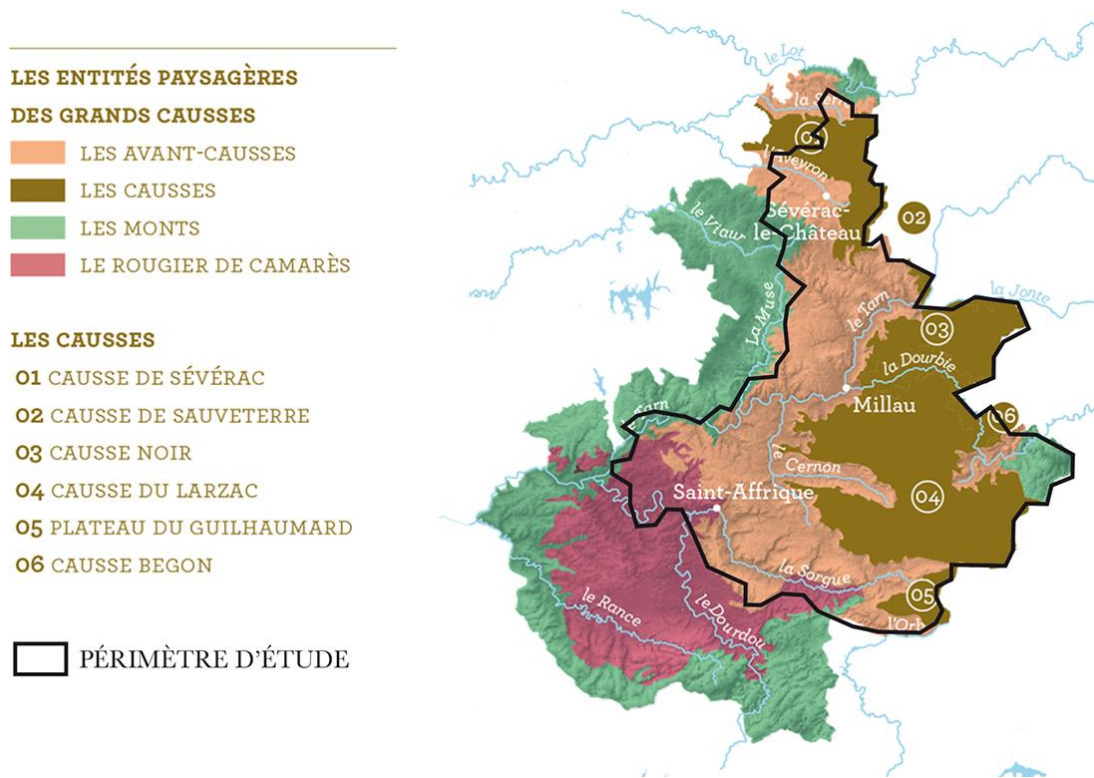 LES ENTITÉS PAYSAGÈRES
DES GRANDS CAUSSES
LES AVANT-CAUSSES
LES CAUSSES
LES MONTS
LE ROUGIER DE CAMARÈS
LES CAUSSES
01 CAUSSE DE SÉVÉRAC
02 CAUSSE DE SAUVETERRE
03 CAUSSE NOIR
04 CAUSSE DU LARZAC
05 PLATEAU DU GUILHAUMARD
06 CAUSSE BEGON
PÉRIMÈTRE D'ÉTUDE
le Lot
la Serre
01
l'Aveyron
Sévérac-
le-Château
02
le Viaur
la Jonte
La Muse
le Tarn
03
la Dourbie
Millau
06
Tarn
le
Cernon
04
Saint-Affrique
la Sorgue
05
l'Orb
le Rance
le Dourdou